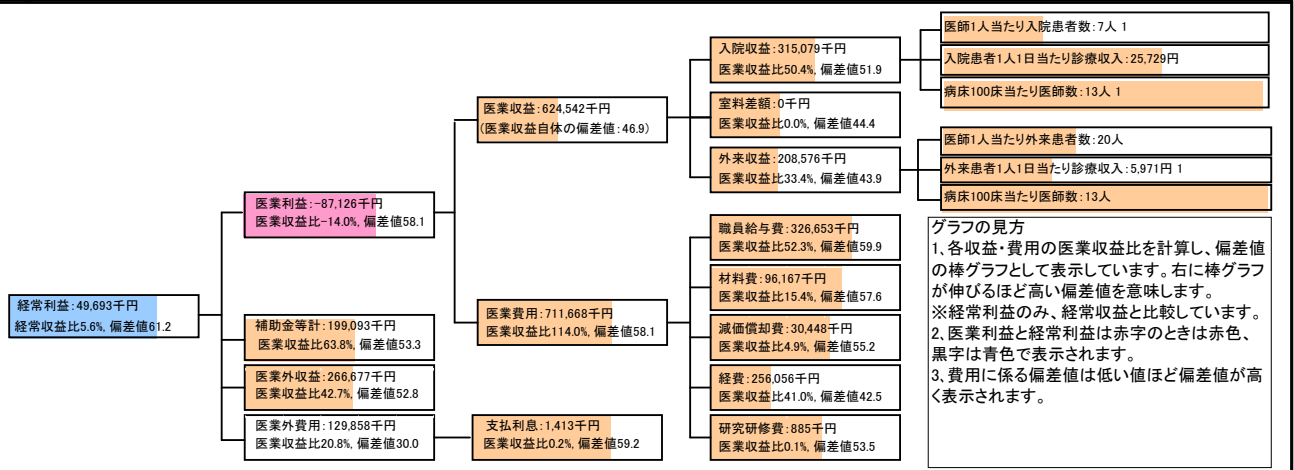 経常利益:49,693千円
経常収益比5.6%, 偏差値61.2
医業利益:-87,126千円
医業収益比-14.0%, 偏差値58.1
補助金等計:199,093千円
医業収益比63.8%, 偏差値53.3
医業外収益:266,677千円
医業収益比42.7%, 偏差値52.8
医業外費用:129,858千円
医業収益比20.8%, 偏差値30.0
医業収益:624,542千円
(医業収益自体の偏差値:46.9)
医業費用:711,668千円
医業収益比114.0%, 偏差値58.1
支払利息:1,413千円
医業収益比0.2%, 偏差値59.2
入院収益:315,079千円
医業収益比50.4%, 偏差値51.9
室料差額:0千円
医業収益比0.0%, 偏差値44.4
外来収益:208,576千円
医業収益比33.4%, 偏差値43.9
職員給与費:326,653千円
医業収益比52.3%, 偏差値59.9
材料費:96,167千円
医業収益比15.4%, 偏差値57.6
減価償却費:30,448千円
医業収益比4.9%, 偏差値55.2
経費:256,056千円
医業収益比41.0%, 偏差値42.5
研究研修費:885千円
医業収益比0.1%, 偏差値53.5
医師1人当たり入院患者数:7人 1
入院患者1人1日当たり診療収入:25,729円
病床100床当たり医師数:13人 1
医師1人当たり外来患者数:20人
外来患者1人1日当たり診療収入:5,971円 1
病床100床当たり医師数:13人
グラフの見方
1、各収益・費用の医業収益比を計算し、偏差値
の棒グラフとして表示しています。右に棒グラフ
が伸びるほど高い偏差値を意味します。
※経常利益のみ、経常収益と比較しています。
2、医業利益と経常利益は赤字のときは赤色、
黒字は青色で表示されます。
3、費用に係る偏差値は低い値ほど偏差値が高
く表示されます。